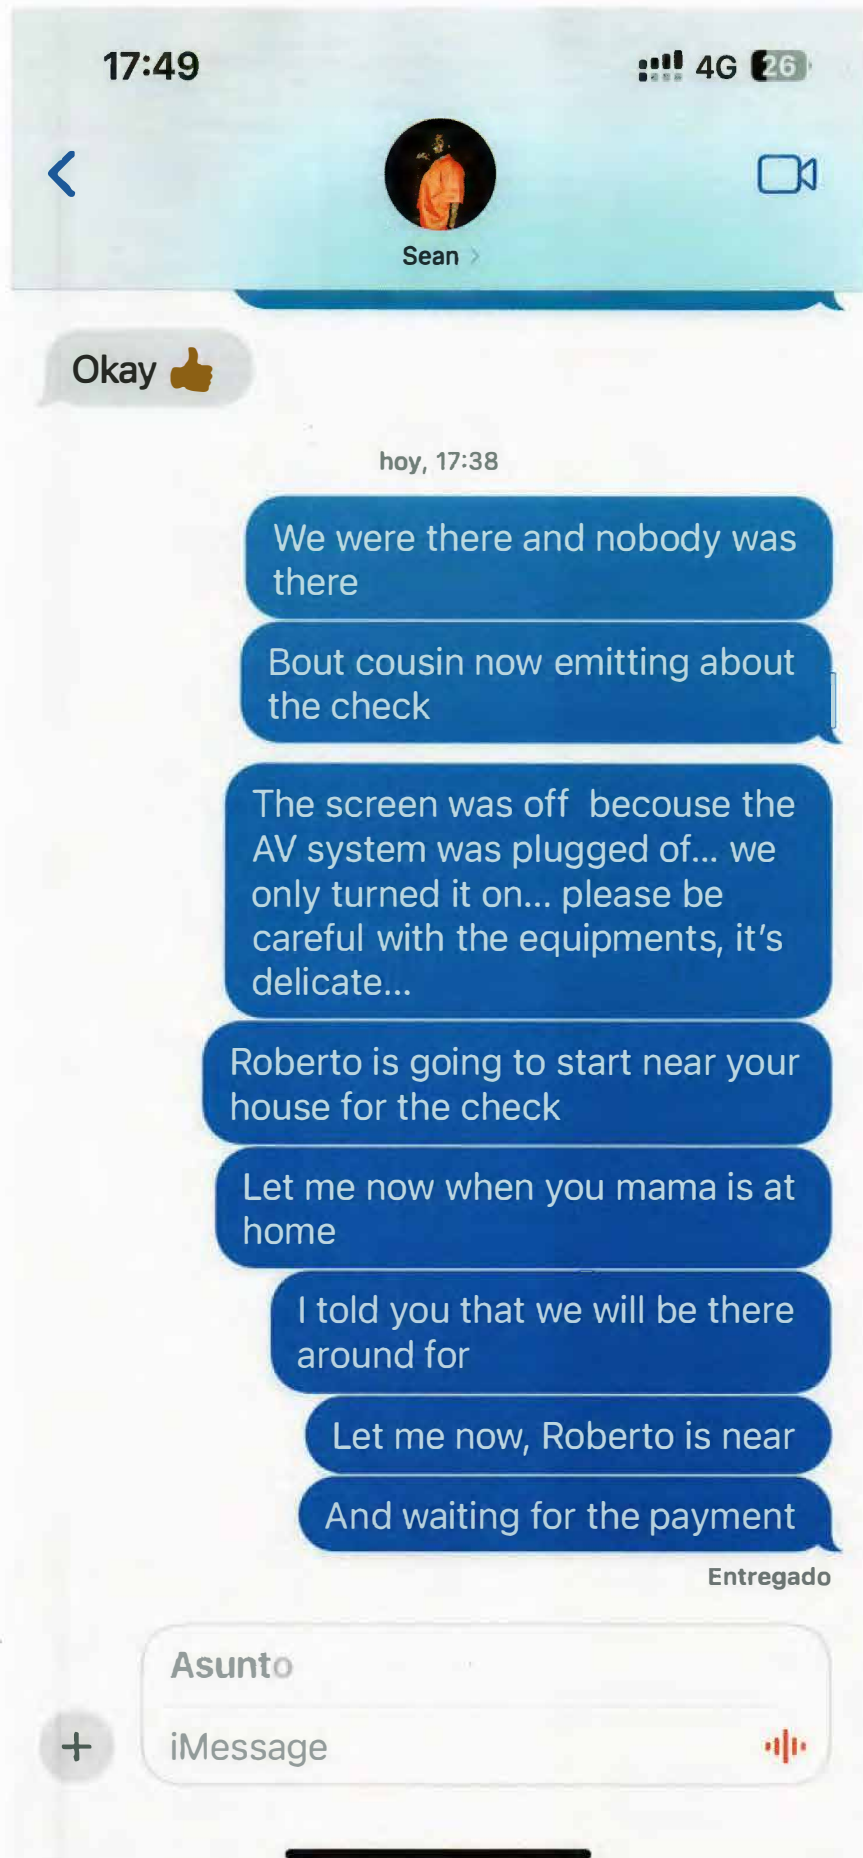 17:49
4G 26
Sean
Okay 👍🏾
hoy, 17:38
We were there and nobody was
there
Bout cousin now emitting about
the check
The screen was off becouse the
AV system was plugged of... we
only turned it on... please be
careful with the equipments, it's
delicate...
Roberto is going to start near your
house for the check
Let me now when you mama is at
home
I told you that we will be there
around for
Let me now, Roberto is near
And waiting for the payment
Entregado
Asunto
iMessage